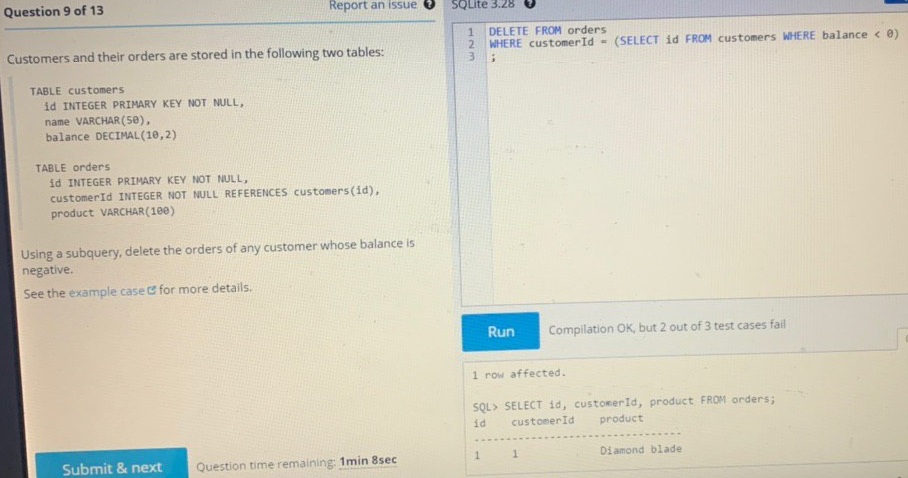 Question 9 of 13
Report an issue
SQLite 3.28
Customers and their orders are stored in the following two tables:
TABLE customers
id INTEGER PRIMARY KEY NOT NULL,
name VARCHAR(50),
balance DECIMAL(10,2)
TABLE orders
id INTEGER PRIMARY KEY NOT NULL,
customerId INTEGER NOT NULL REFERENCES customers(id),
product VARCHAR(100)
Using a subquery, delete the orders of any customer whose balance is
negative.
See the example case for more details.
Submit & next
Question time remaining: 1min 8sec
1 DELETE FROM orders
2 WHERE customerId = (SELECT id FROM customers WHERE balance < 0)
3 ;
Run
Compilation OK, but 2 out of 3 test cases fail
1 row affected.
SQL> SELECT id, customerId, product FROM orders;
id customerId product
--------------------------------
1 1 Diamond blade